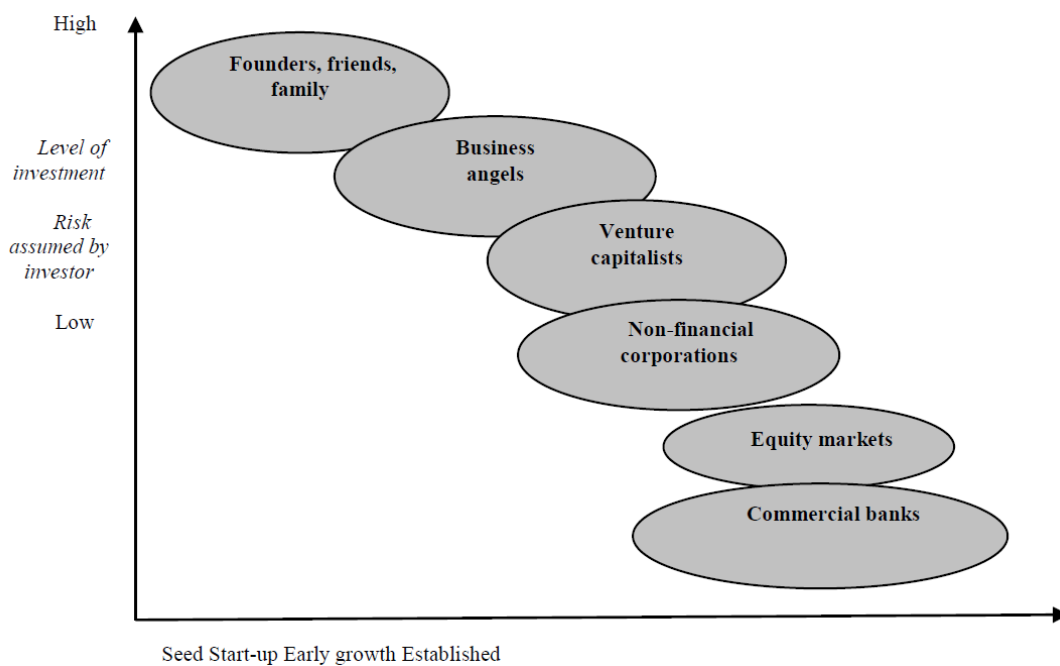 High
Founders, friends,
family
Level of
investment
Business
angels
Risk
assumed by
investor
Venture
capitalists
Low
Non-financial
corporations
Equity markets
Commercial banks
Seed Start-up Early growth Established